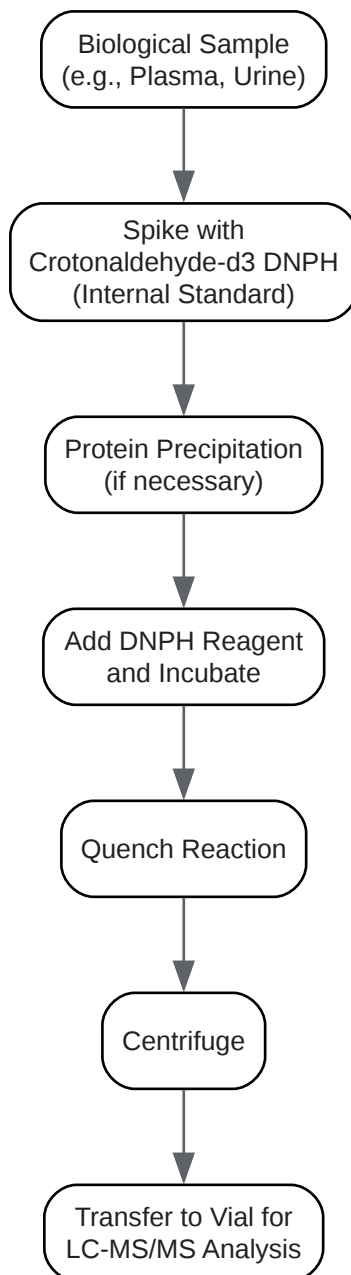 Biological Sample
(e.g., Plasma, Urine)
Spike with
Crotonaldehyde-d3 DNPH
(Internal Standard)
Protein Precipitation
(if necessary)
Add DNPH Reagent
and Incubate
Quench Reaction
Centrifuge
Transfer to Vial for
LC-MS/MS Analysis